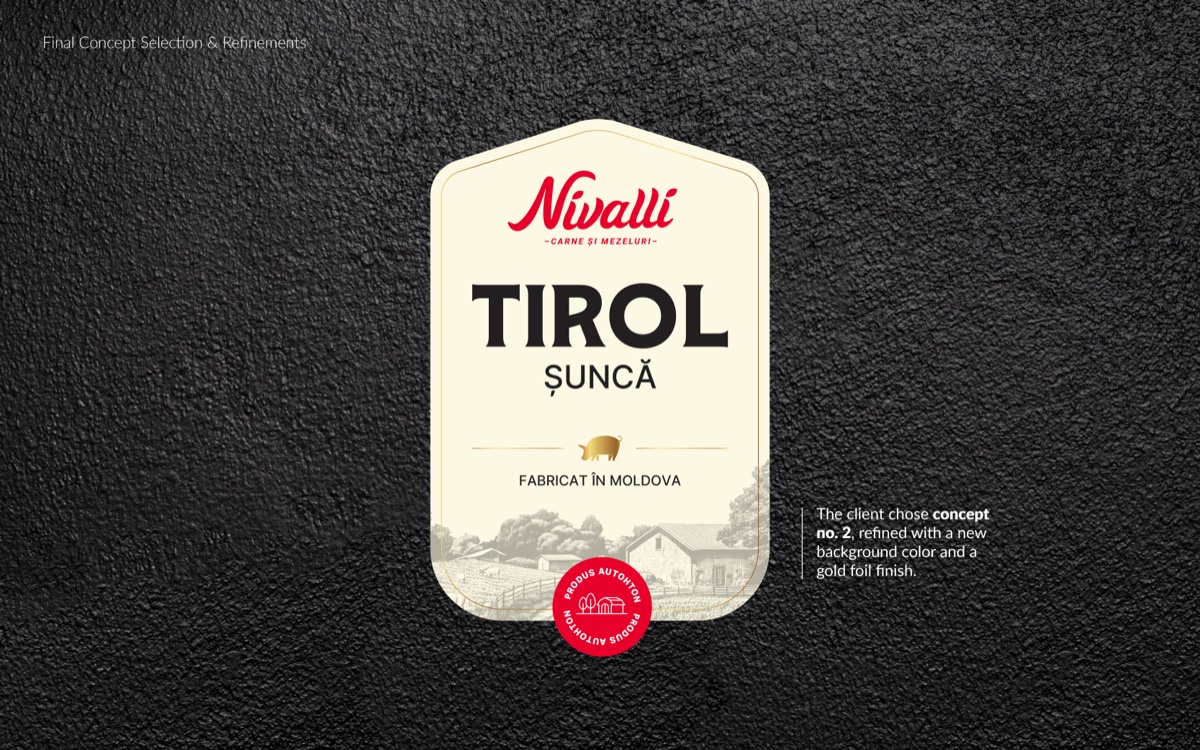 Final Concept Selection & Refinements
Nivalli
~CARNE ȘI MEZELURI~
TIROL
ȘUNCĂ
FABRICAT ÎN MOLDOVA
The client chose concept
no. 2, refined with a new
background color and a
gold foil finish.
PRODUS AUTOHTON
PRODUS AUTOHTON